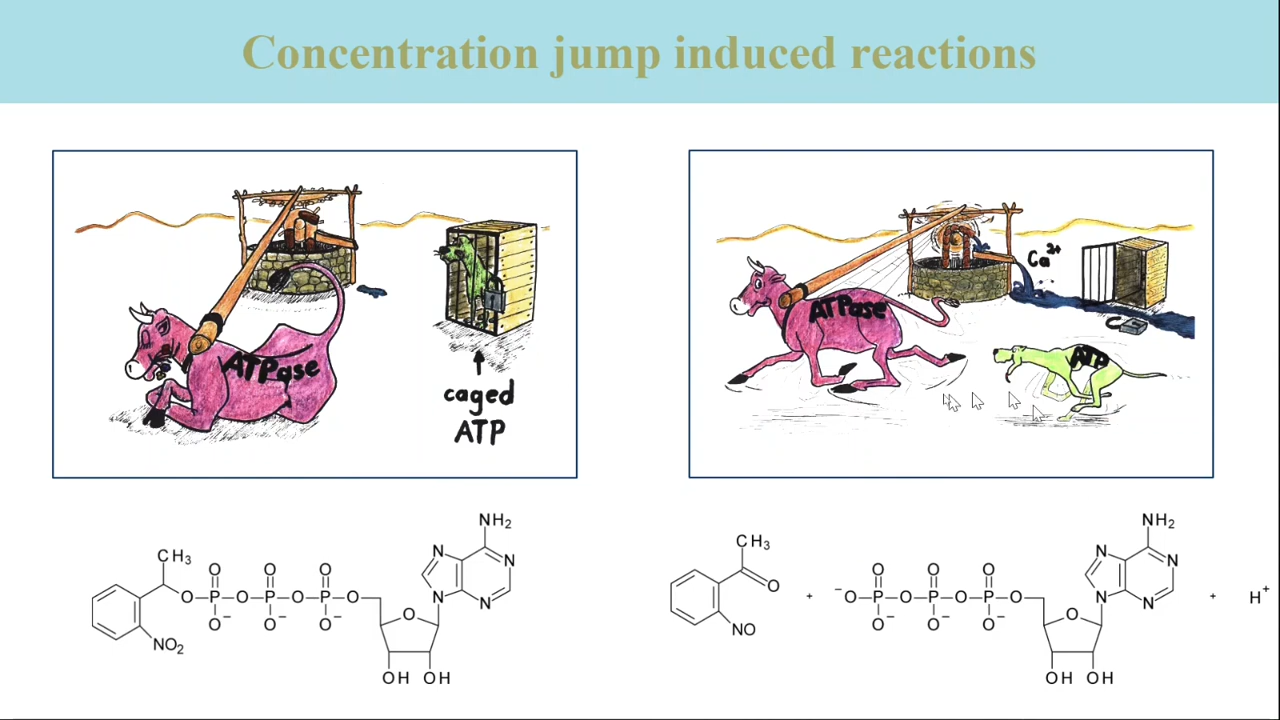 Concentration jump induced reactions
ATPase
caged
ATP
ATPase
Ca2+
ATP
NH2
CH3
N N
O O O
O P O P O P O
N N
O- O- O-
O
NO2
OH OH
NH2
CH3
O
N N
O O O
+ -O P O P O P O
N N
+ H+
O- O- O-
O
NO
OH OH